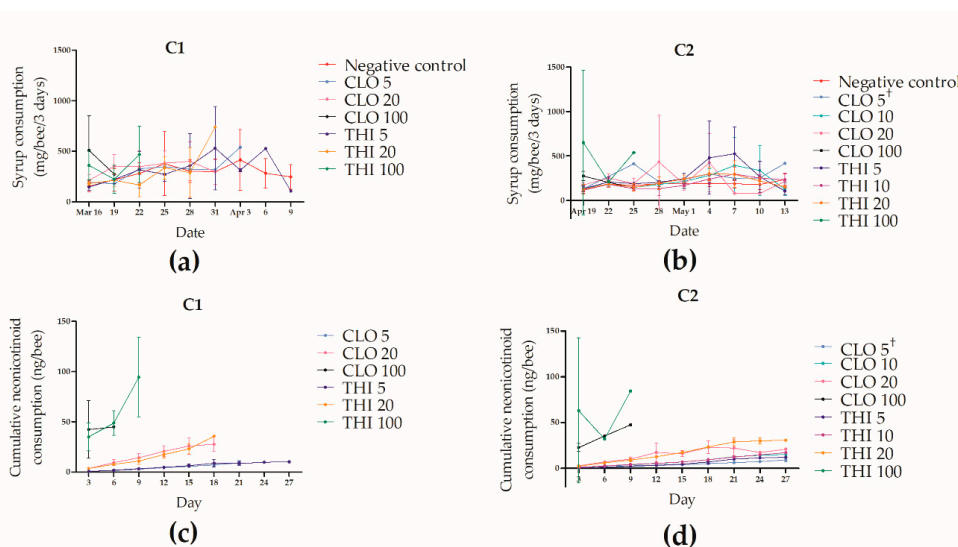 C1
Syrup consumption
(mg/bee/3 days)
1500
1000
500
0
Mar 16 19 22 25 28 31 Apr 3 6 9
Date
Negative control
CLO 5
CLO 20
CLO 100
THI 5
THI 20
THI 100
(a)
C2
Syrup consumption
(mg/bee/3 days)
1500
1000
500
0
Apr 19 22 25 28 May 1 4 7 10 13
Date
Negative control
CLO 5†
CLO 10
CLO 20
CLO 100
THI 5
THI 10
THI 20
THI 100
(b)
C1
Cumulative neonicotinoid
consumption (ng/bee)
150
100
50
0
3 6 9 12 15 18 21 24 27
Day
CLO 5
CLO 20
CLO 100
THI 5
THI 20
THI 100
(c)
C2
Cumulative neonicotinoid
consumption (ng/bee)
150
100
50
0
3 6 9 12 15 18 21 24 27
Day
CLO 5†
CLO 10
CLO 20
CLO 100
THI 5
THI 10
THI 20
THI 100
(d)